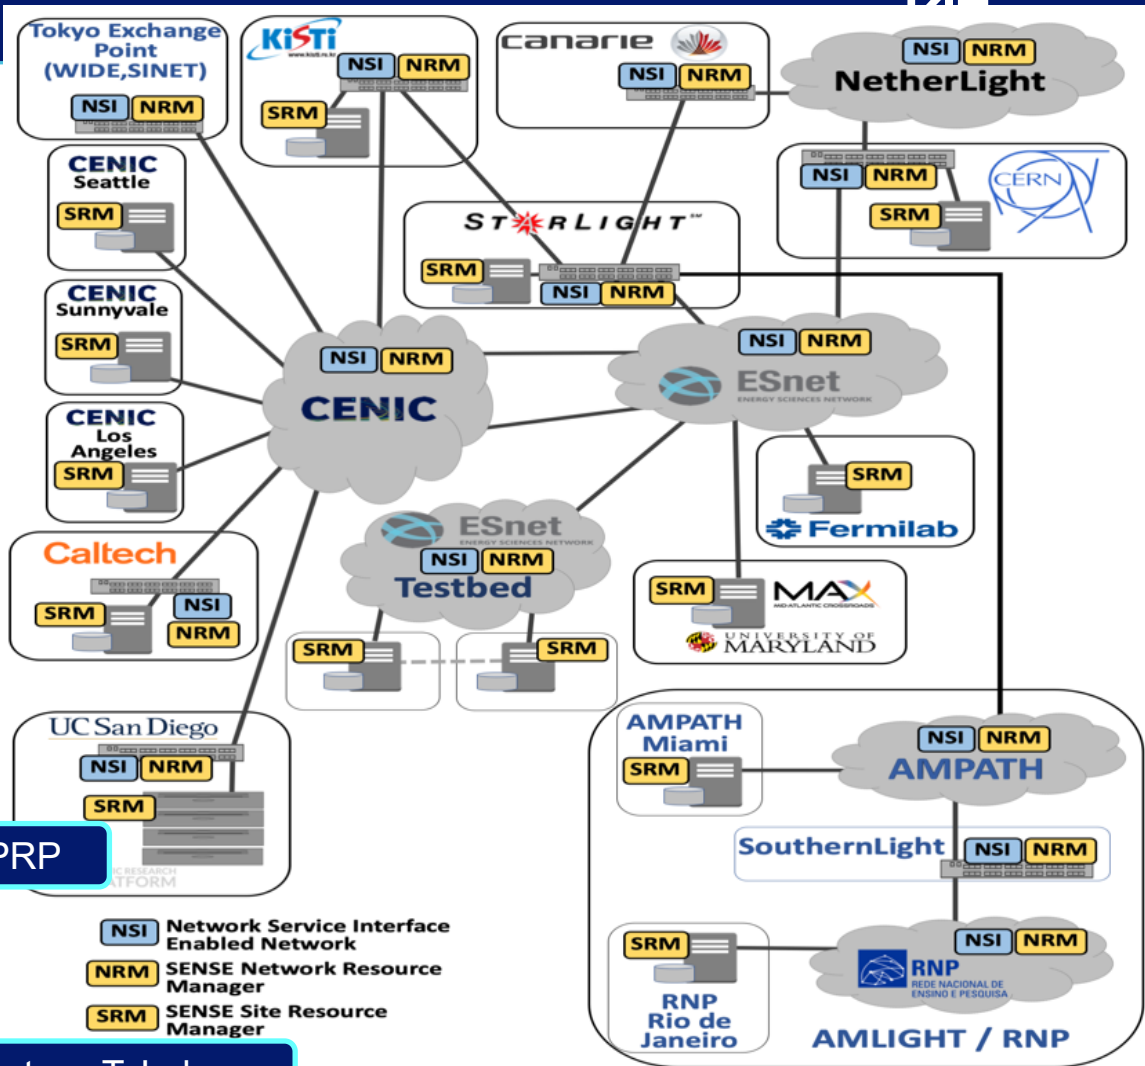 Tokyo Exchange
Point
(WIDE,SINET)
NSI NRM
KiSTi
www.kisti.re.kr
NSI NRM
SRM
canarie
NSI NRM
NSI NRM
NetherLight
CENIC
Seattle
SRM
STARLIGHT℠
SRM
NSI NRM
NSI NRM
SRM
CERN
CENIC
Sunnyvale
SRM
NSI NRM
CENIC
NSI NRM
ESnet
ENERGY SCIENCES NETWORK
CENIC
Los
Angeles
SRM
SRM
Fermilab
Caltech
SRM
NSI
NRM
ESnet
ENERGY SCIENCES NETWORK
NSI NRM
Testbed
SRM
SRM
SRM
MAX
MID-ATLANTIC CROSSROADS
UNIVERSITY OF
MARYLAND
UC San Diego
NSI NRM
SRM
PRP
AMPATH
Miami
SRM
NSI NRM
AMPATH
SouthernLight
NSI NRM
SRM
RNP
Rio de
Janeiro
NSI NRM
RNP
REDE NACIONAL DE
ENSINO E PESQUISA
AMLIGHT / RNP
NSI Network Service Interface
Enabled Network
NRM SENSE Network Resource
Manager
SRM SENSE Site Resource
Manager